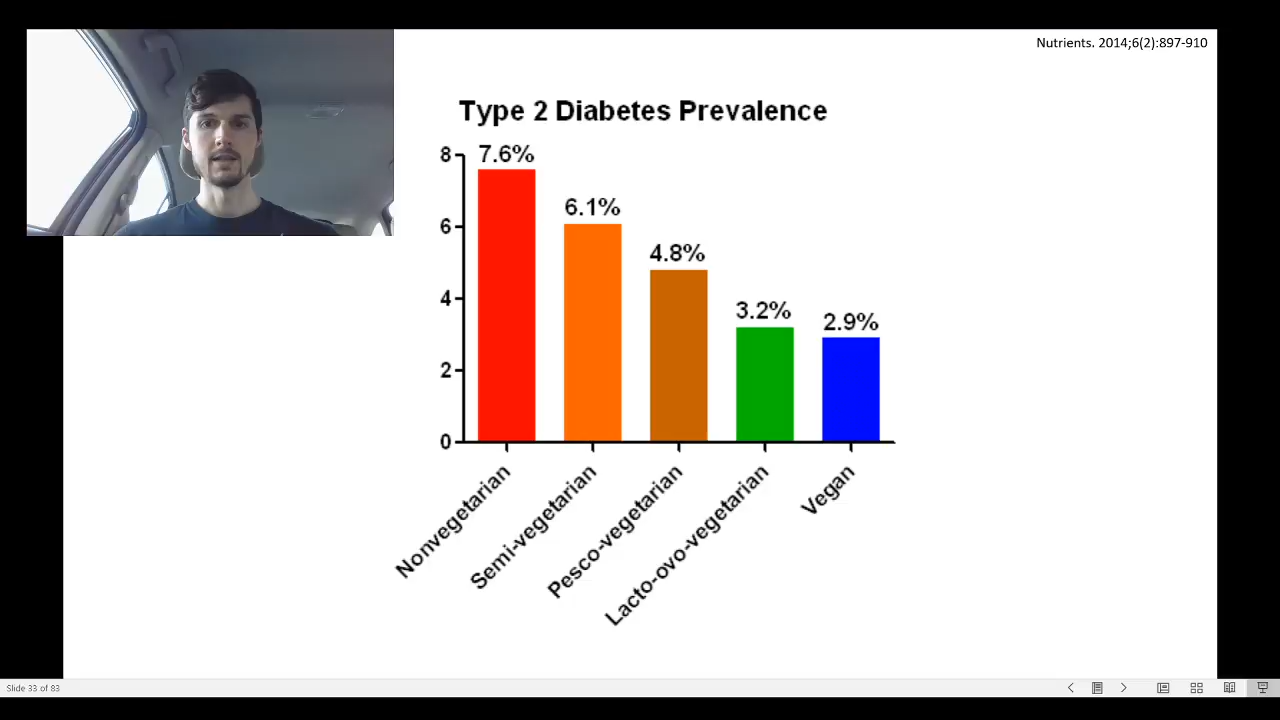 Nutrients. 2014;6(2):897-910
Type 2 Diabetes Prevalence
8
7.6%
6.1%
6
4.8%
4
3.2%
2.9%
2
0
Nonvegetarian
Semi-vegetarian
Pesco-vegetarian
Lacto-ovo-vegetarian
Vegan
Slide 33 of 83